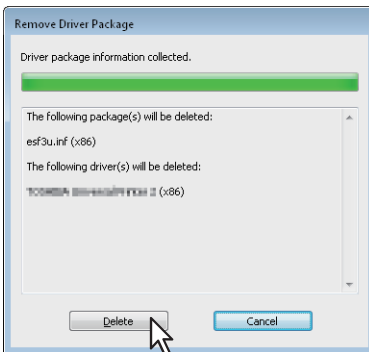 Remove Driver Package
Driver package information collected.
The following package(s) will be deleted:
esf3u.inf (x86)
The following driver(s) will be deleted:
(x86)
Delete
Cancel